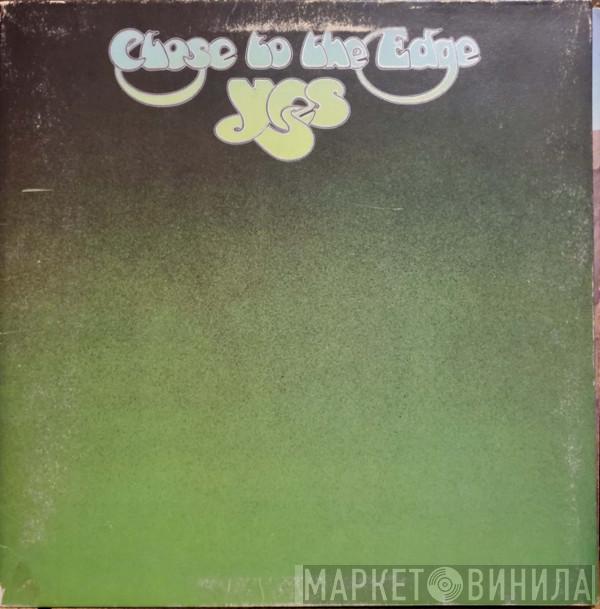 Close to the Edge
yes
МАРКЕТ ВИНИЛА